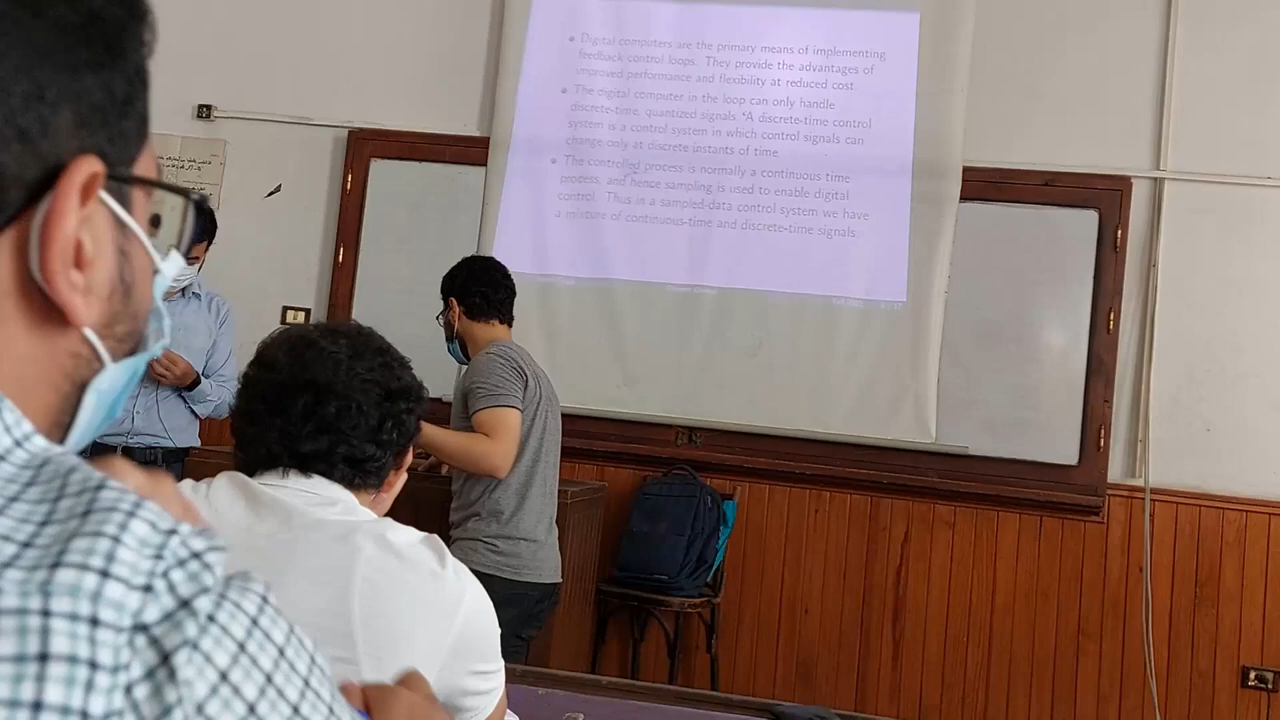 Digital computers are the primary means of implementing
feedback control loops. They provide the advantages of
improved performance and flexibility at reduced cost.
The digital computer in the loop can only handle
discrete-time, quantized signals. "A discrete-time control
system is a control system in which control signals can
change only at discrete instants of time.
The controlled process is normally a continuous time
process, and hence sampling is used to enable digital
control. Thus in a sampled-data control system we have
a mixture of continuous-time and discrete-time signals.